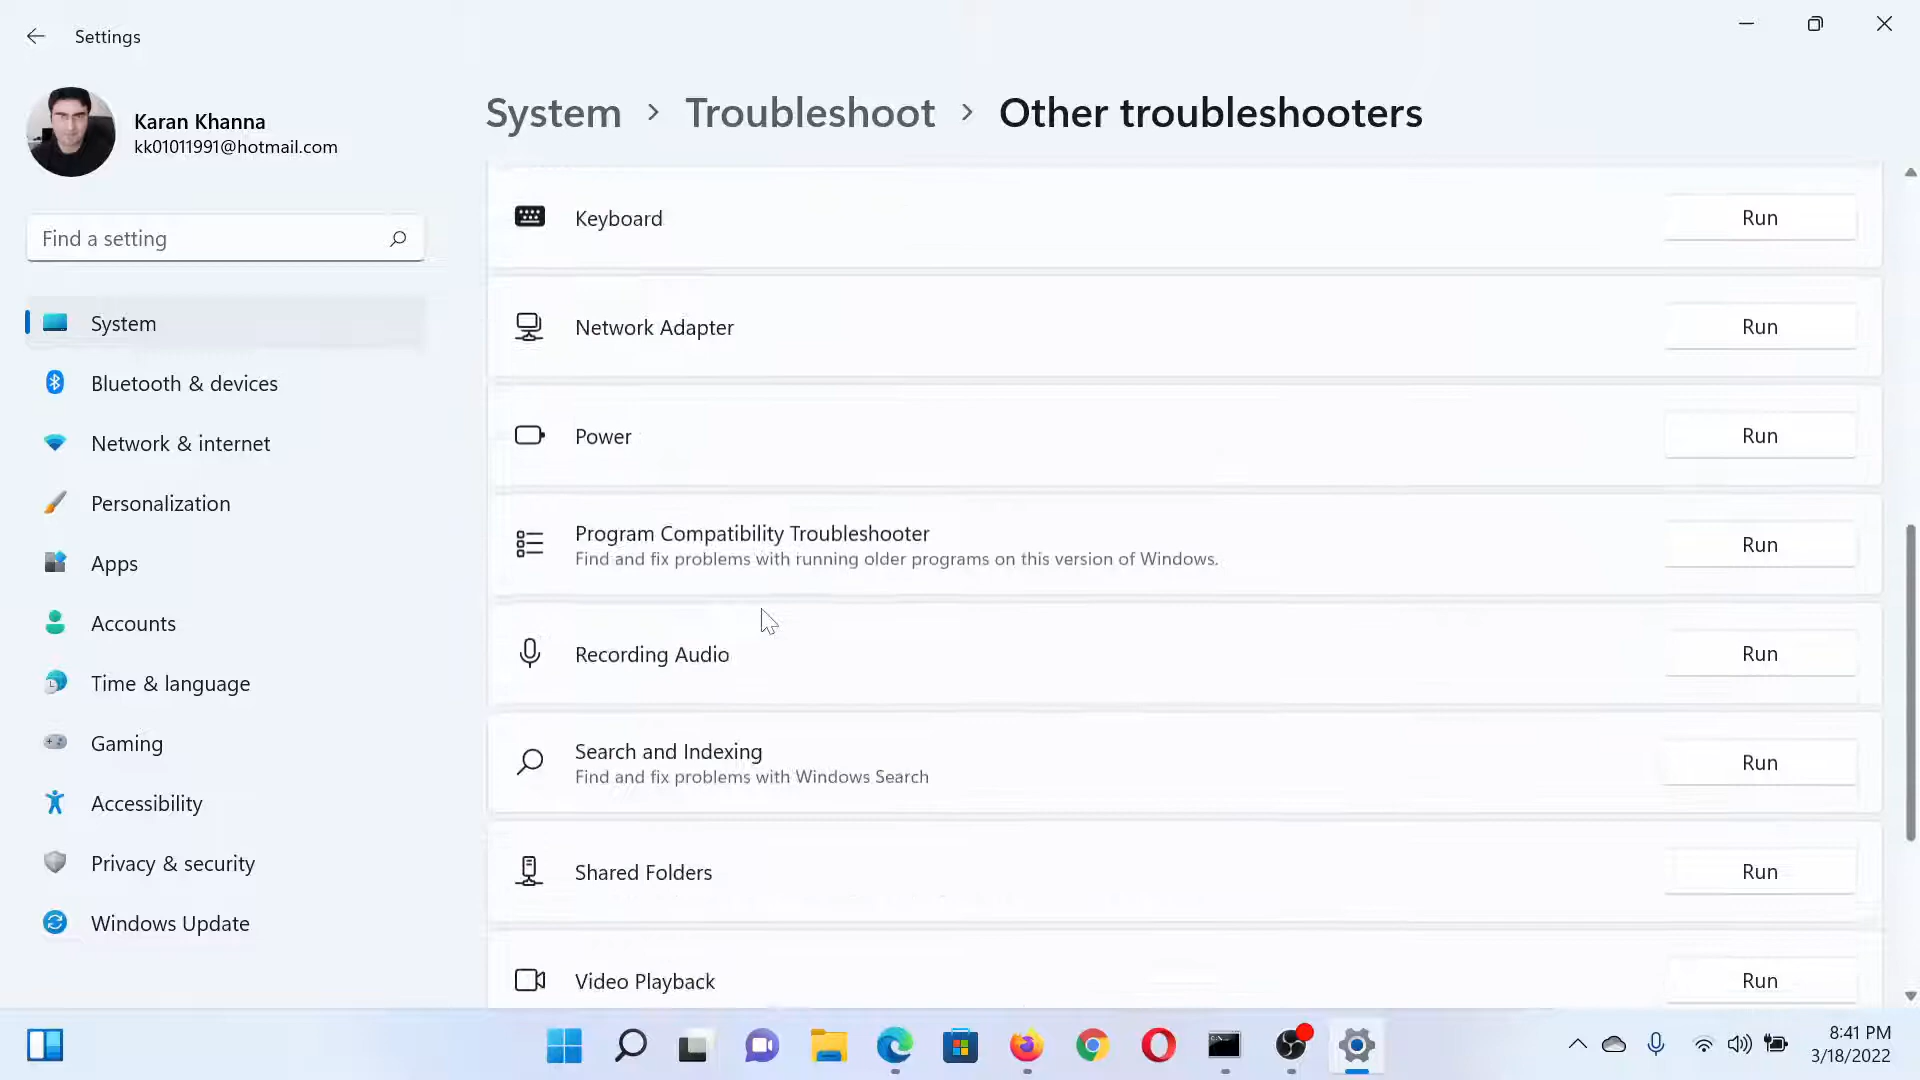 Settings
Karan Khanna
kk01011991@hotmail.com
Find a setting
System
Bluetooth & devices
Network & internet
Personalization
Apps
Accounts
Time & language
Gaming
Accessibility
Privacy & security
Windows Update
System > Troubleshoot > Other troubleshooters
Keyboard
Run
Network Adapter
Run
Power
Run
Program Compatibility Troubleshooter
Find and fix problems with running older programs on this version of Windows.
Run
Recording Audio
Run
Search and Indexing
Find and fix problems with Windows Search
Run
Shared Folders
Run
Video Playback
Run
8:41 PM
3/18/2022